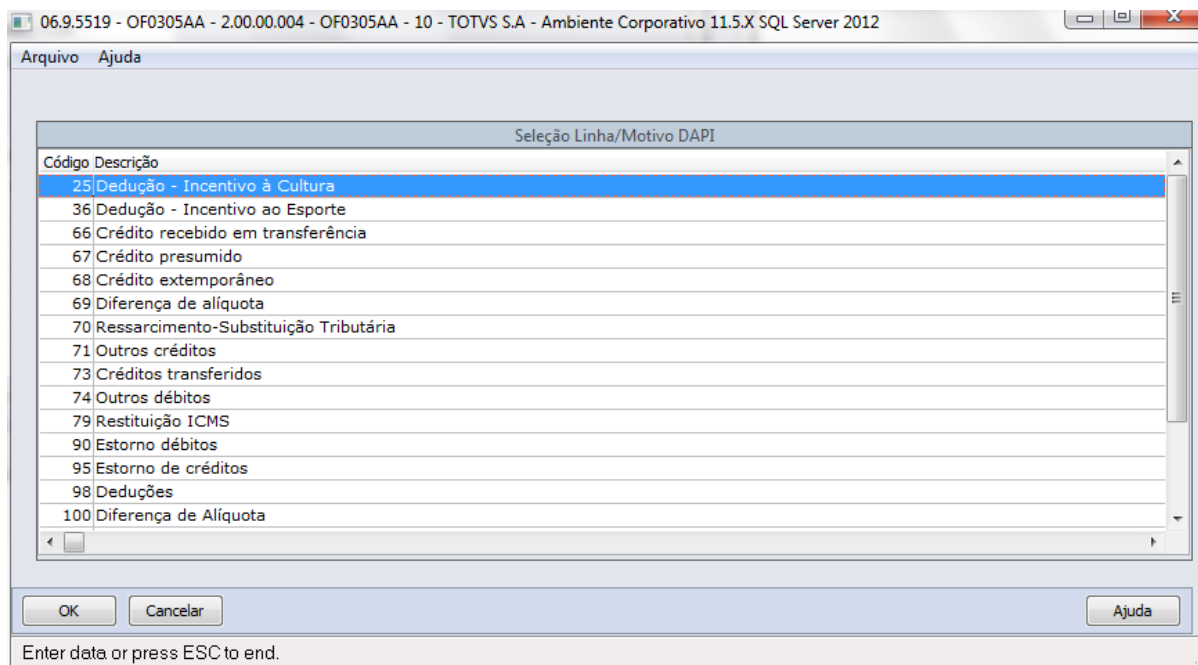 06.9.5519 - OF0305AA - 2.00.00.004 - OF0305AA - 10 - TOTVS S.A - Ambiente Corporativo 11.5.X SQL Server 2012
Arquivo Ajuda
Seleção Linha/Motivo DAPI
Código Descrição
25 Dedução - Incentivo à Cultura
36 Dedução - Incentivo ao Esporte
66 Crédito recebido em transferência
67 Crédito presumido
68 Crédito extemporâneo
69 Diferença de alíquota
70 Ressarcimento-Substituição Tributária
71 Outros créditos
73 Créditos transferidos
74 Outros débitos
79 Restituição ICMS
90 Estorno débitos
95 Estorno de créditos
98 Deduções
100 Diferença de Alíquota
OK Cancelar Ajuda
Enter data or press ESC to end.